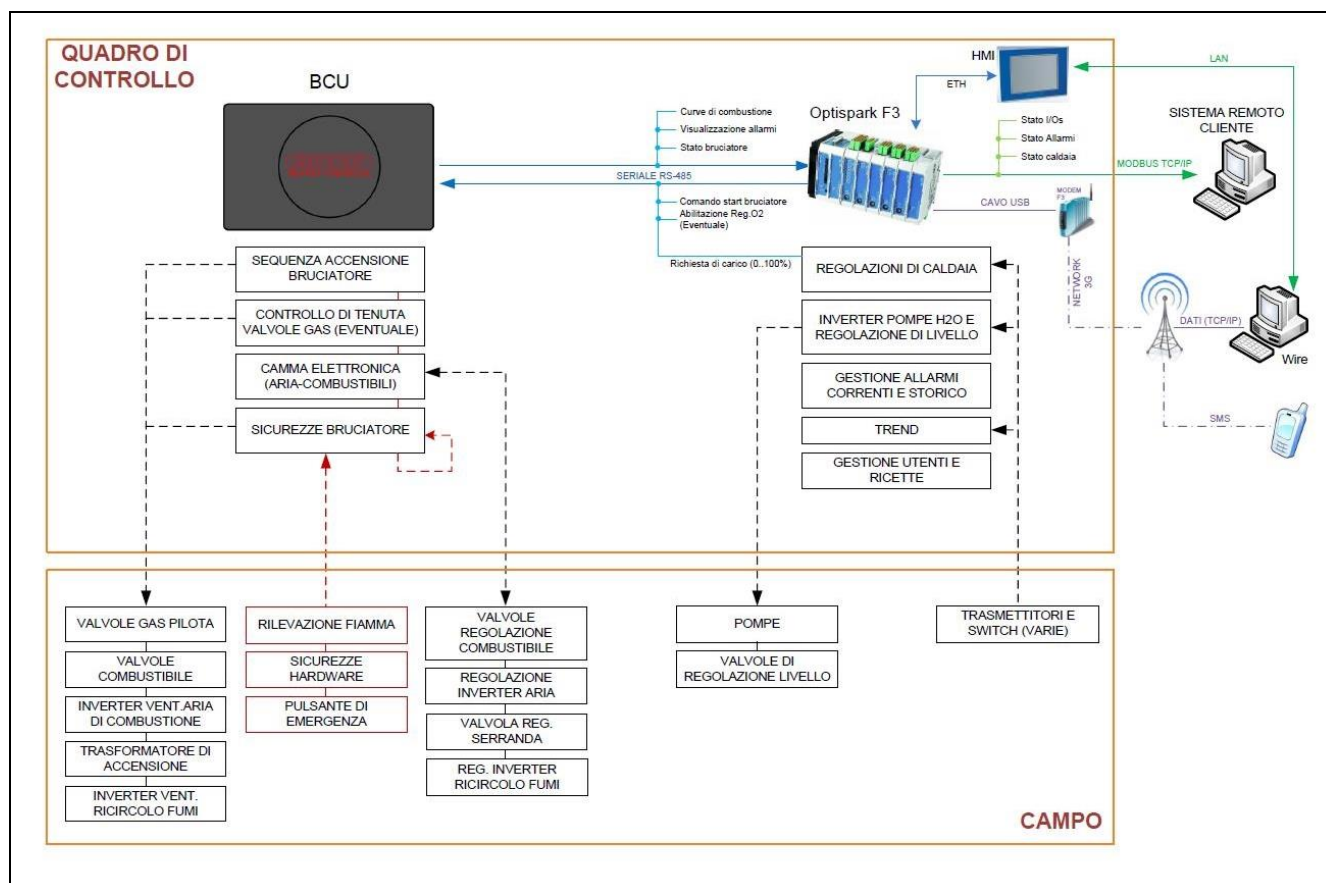 QUADRO DI
CONTROLLO
BCU
HMI
LAN
ETH
Optispark F3
SISTEMA REMOTO
CLIENTE
Curve di combustione
Visualizzazione allarmi
Stato bruciatore
Stato I/Os
Stato Allarmi
Stato caldaia
MODBUS TCP/IP
SERIALE RS-485
Comando start bruciatore
Abilitazione Reg.O2
(Eventuale)
CAVO USB
MODEM
F3
Richiesta di carico (0..100%)
NETWORK
3G
SEQUENZA ACCENSIONE
BRUCIATORE
CONTROLLO DI TENUTA
VALVOLE GAS (EVENTUALE)
CAMMA ELETTRONICA
(ARIA-COMBUSTIBILI)
SICUREZZE BRUCIATORE
REGOLAZIONI DI CALDAIA
INVERTER POMPE H2O E
REGOLAZIONE DI LIVELLO
GESTIONE ALLARMI
CORRENTI E STORICO
TREND
GESTIONE UTENTI E
RICETTE
DATI (TCP/IP)
Wire
SMS
VALVOLE GAS PILOTA
VALVOLE
COMBUSTIBILE
INVERTER VENT.ARIA
DI COMBUSTIONE
TRASFORMATORE DI
ACCENSIONE
INVERTER VENT.
RICIRCOLO FUMI
RILEVAZIONE FIAMMA
SICUREZZE
HARDWARE
PULSANTE DI
EMERGENZA
VALVOLE
REGOLAZIONE
COMBUSTIBILE
REGOLAZIONE
INVERTER ARIA
VALVOLA REG.
SERRANDA
REG. INVERTER
RICIRCOLO FUMI
POMPE
VALVOLE DI
REGOLAZIONE LIVELLO
TRASMETTITORI E
SWITCH (VARIE)
CAMPO